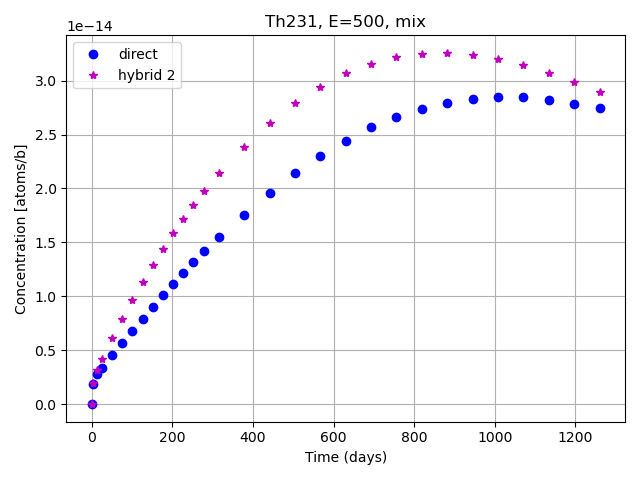 Th231, E=500, mix
1e−14
direct
hybrid 2
3.0
2.5
2.0
1.5
1.0
0.5
0.0
Concentration [atoms/b]
0 200 400 600 800 1000 1200
Time (days)